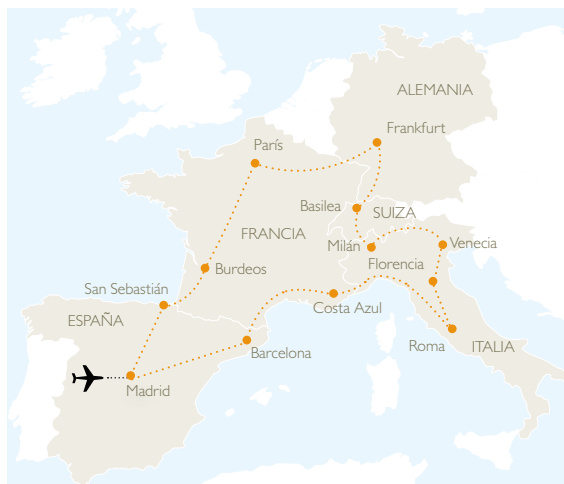 ALEMANIA
Frankfurt
París
Basilea
SUIZA
FRANCIA
Milán
Venecia
Florencia
Burdeos
San Sebastián
Costa Azul
ESPAÑA
Roma
ITALIA
Barcelona
Madrid